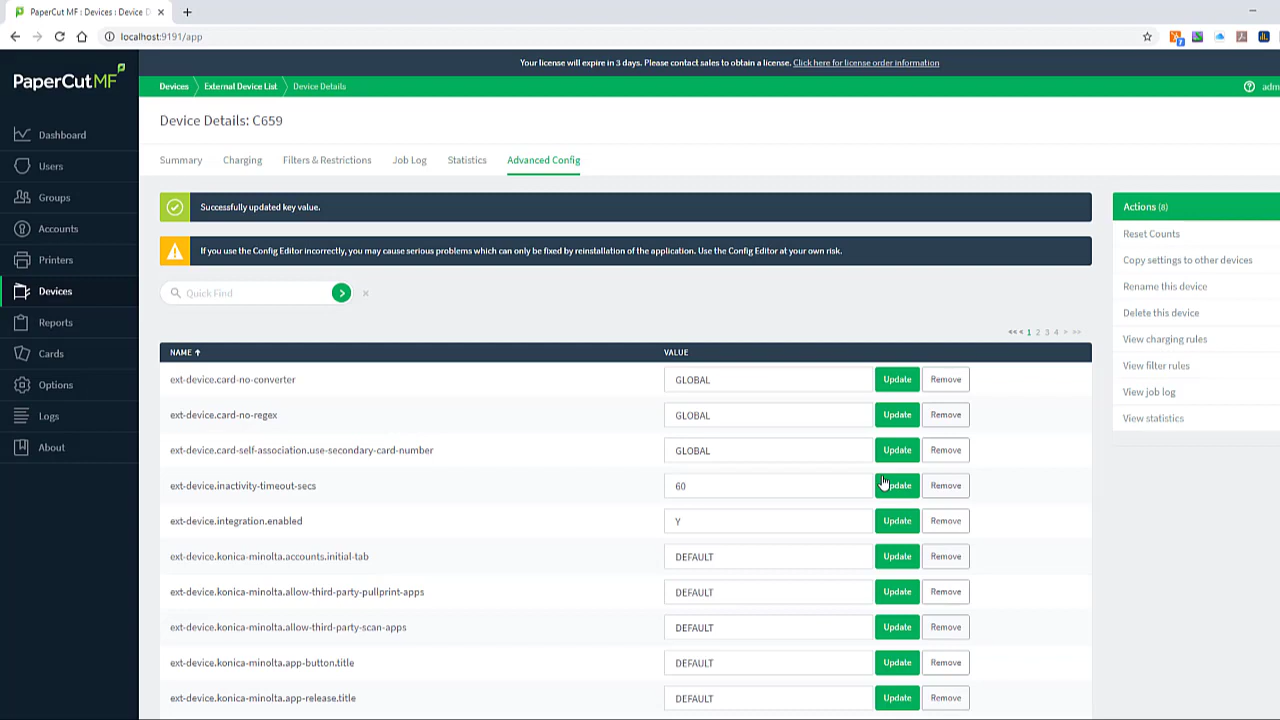 PaperCut MF : Devices : Device D
localhost:9191/app
7
Your license will expire in 3 days. Please contact sales to obtain a license. Click here for license order information
PaperCutMF
Devices External Device List Device Details
adm
Device Details: C659
Dashboard
Users
Groups
Accounts
Printers
Devices
Reports
Cards
Options
Logs
About
Summary Charging Filters & Restrictions Job Log Statistics Advanced Config
Successfully updated key value.
If you use the Config Editor incorrectly, you may cause serious problems which can only be fixed by reinstallation of the application. Use the Config Editor at your own risk.
Quick Find
<<< 1 2 3 4 > >>
NAME VALUE
ext-device.card-no-converter GLOBAL Update Remove
ext-device.card-no-regex GLOBAL Update Remove
ext-device.card-self-association.use-secondary-card-number GLOBAL Update Remove
ext-device.inactivity-timeout-secs 60 Update Remove
ext-device.integration.enabled Y Update Remove
ext-device.konica-minolta.accounts.initial-tab DEFAULT Update Remove
ext-device.konica-minolta.allow-third-party-pullprint-apps DEFAULT Update Remove
ext-device.konica-minolta.allow-third-party-scan-apps DEFAULT Update Remove
ext-device.konica-minolta.app-button.title DEFAULT Update Remove
ext-device.konica-minolta.app-release.title DEFAULT Update Remove
Actions (8)
Reset Counts
Copy settings to other devices
Rename this device
Delete this device
View charging rules
View filter rules
View job log
View statistics